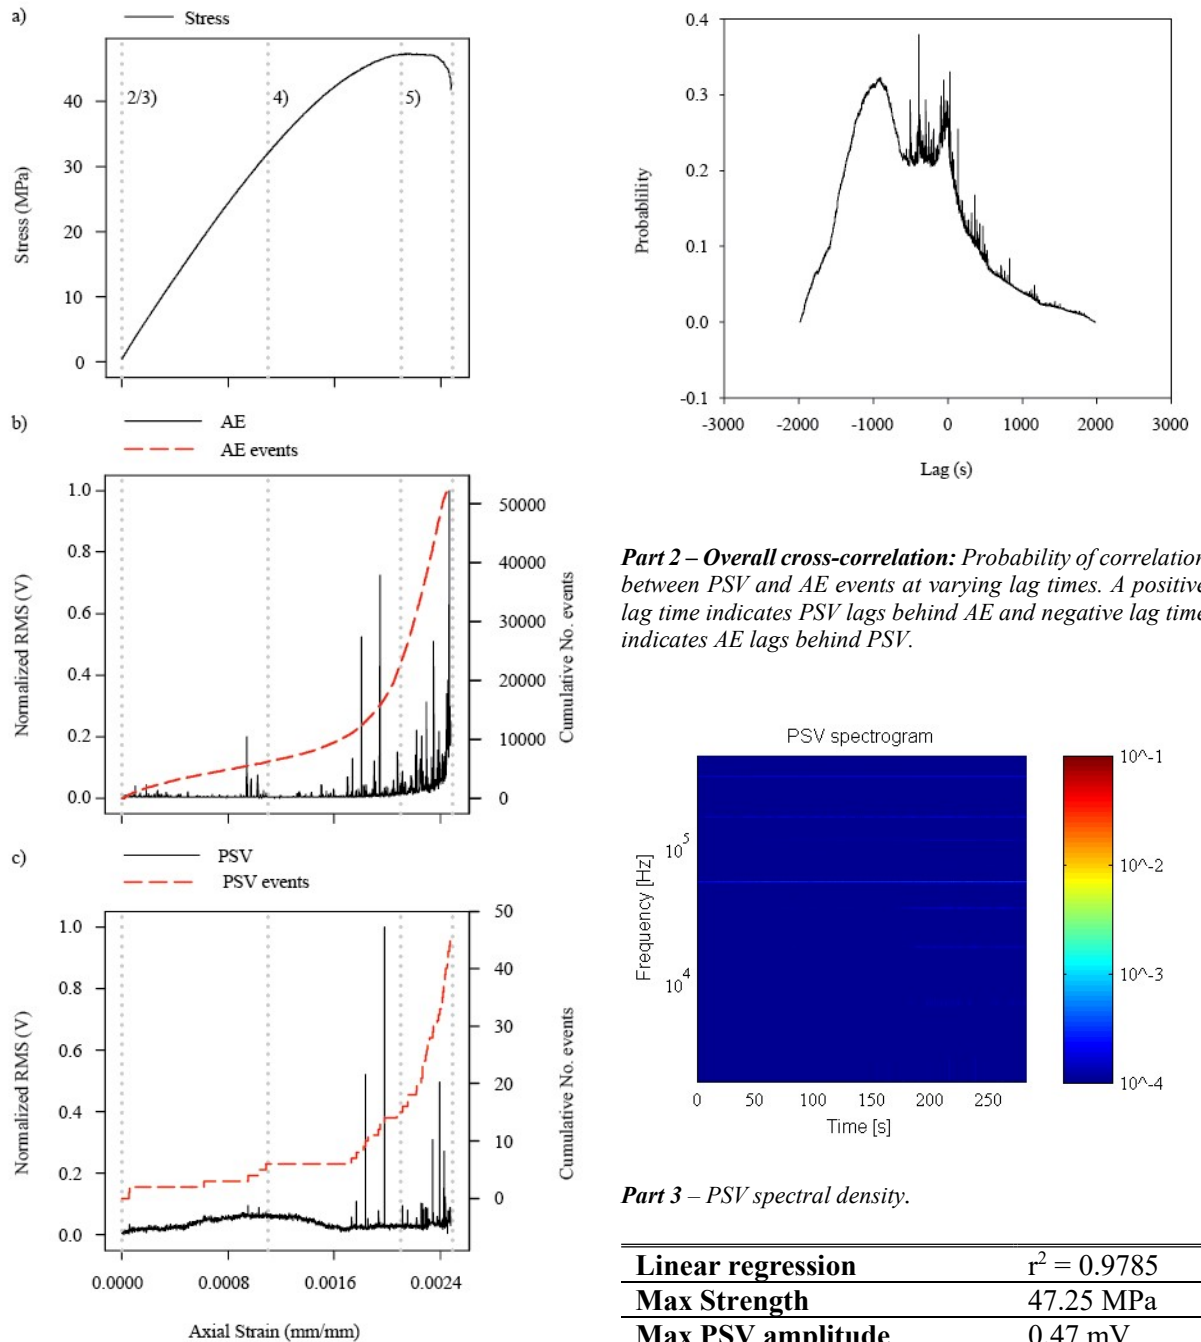 a)
Stress
2/3)
4)
5)
40
30
20
10
0
Stress (MPa)
b)
AE
AE events
1.0
0.8
0.6
0.4
0.2
0.0
Normalized RMS (V)
50000
40000
30000
20000
10000
0
Cumulative No. events
c)
PSV
PSV events
1.0
0.8
0.6
0.4
0.2
0.0
Normalized RMS (V)
50
40
30
20
10
0
Cumulative No. events
0.0000 0.0008 0.0016 0.0024
Axial Strain (mm/mm)
0.4
0.3
0.2
0.1
0.0
-0.1
Probablility
-3000 -2000 -1000 0 1000 2000 3000
Lag (s)
Part 2 – Overall cross-correlation: Probability of correlation
between PSV and AE events at varying lag times. A positive
lag time indicates PSV lags behind AE and negative lag time
indicates AE lags behind PSV.
PSV spectrogram
10^5
10^4
Frequency [Hz]
0 50 100 150 200 250
Time [s]
10^-1
10^-2
10^-3
10^-4
Part 3 – PSV spectral density.
Linear regression r² = 0.9785
Max Strength 47.25 MPa
Max PSV amplitude 0.47 mV